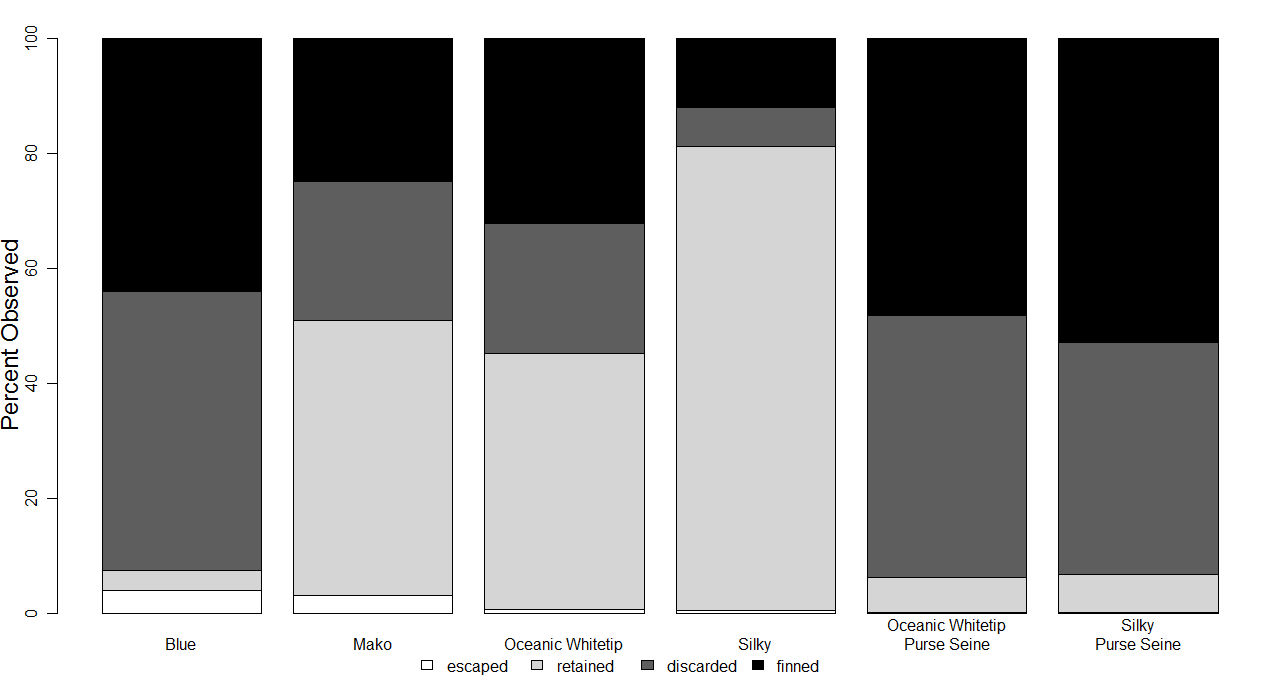 Percent Observed
100
80
60
40
20
0
Blue
Mako
Oceanic Whitetip
Silky
Oceanic Whitetip
Purse Seine
Silky
Purse Seine
escaped retained discarded finned